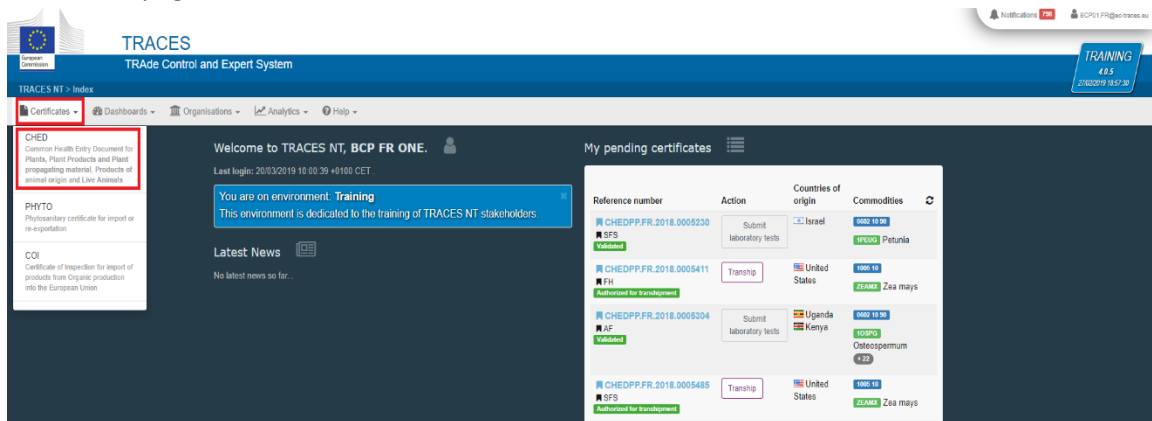 Notifications 798
BCP01.FR@ec-traces.eu
European
Commission
TRACES
TRAde Control and Expert System
TRAINING
4.0.5
27/02/2019 18:57:30
TRACES NT > Index
Certificates
Dashboards
Organisations
Analytics
Help
CHED
Common Health Entry Document for
Plants, Plant Products and Plant
propagating material, Products of
animal origin and Live Animals
PHYTO
Phytosanitary certificate for import or
re-exportation
COI
Certificate of Inspection for import of
products from Organic production
into the European Union
Welcome to TRACES NT, BCP FR ONE.
Last login: 20/03/2019 10:00:39 +0100 CET .
You are on environment: Training
This environment is dedicated to the training of TRACES NT stakeholders.
Latest News
No latest news so far...
My pending certificates
Reference number
Action
Countries of
origin
Commodities
CHEDPP.FR.2018.0005230
SFS
Validated
Submit
laboratory tests
Israel
0602 10 90
1PEUG Petunia
CHEDPP.FR.2018.0005411
FH
Authorized for transhipment
Tranship
United
States
1005 10
ZEAMX Zea mays
CHEDPP.FR.2018.0005304
AF
Validated
Submit
laboratory tests
Uganda
Kenya
0602 10 90
1OSPG
Osteospermum
+ 22
CHEDPP.FR.2018.0005485
SFS
Authorized for transhipment
Tranship
United
States
1005 10
ZEAMX Zea mays